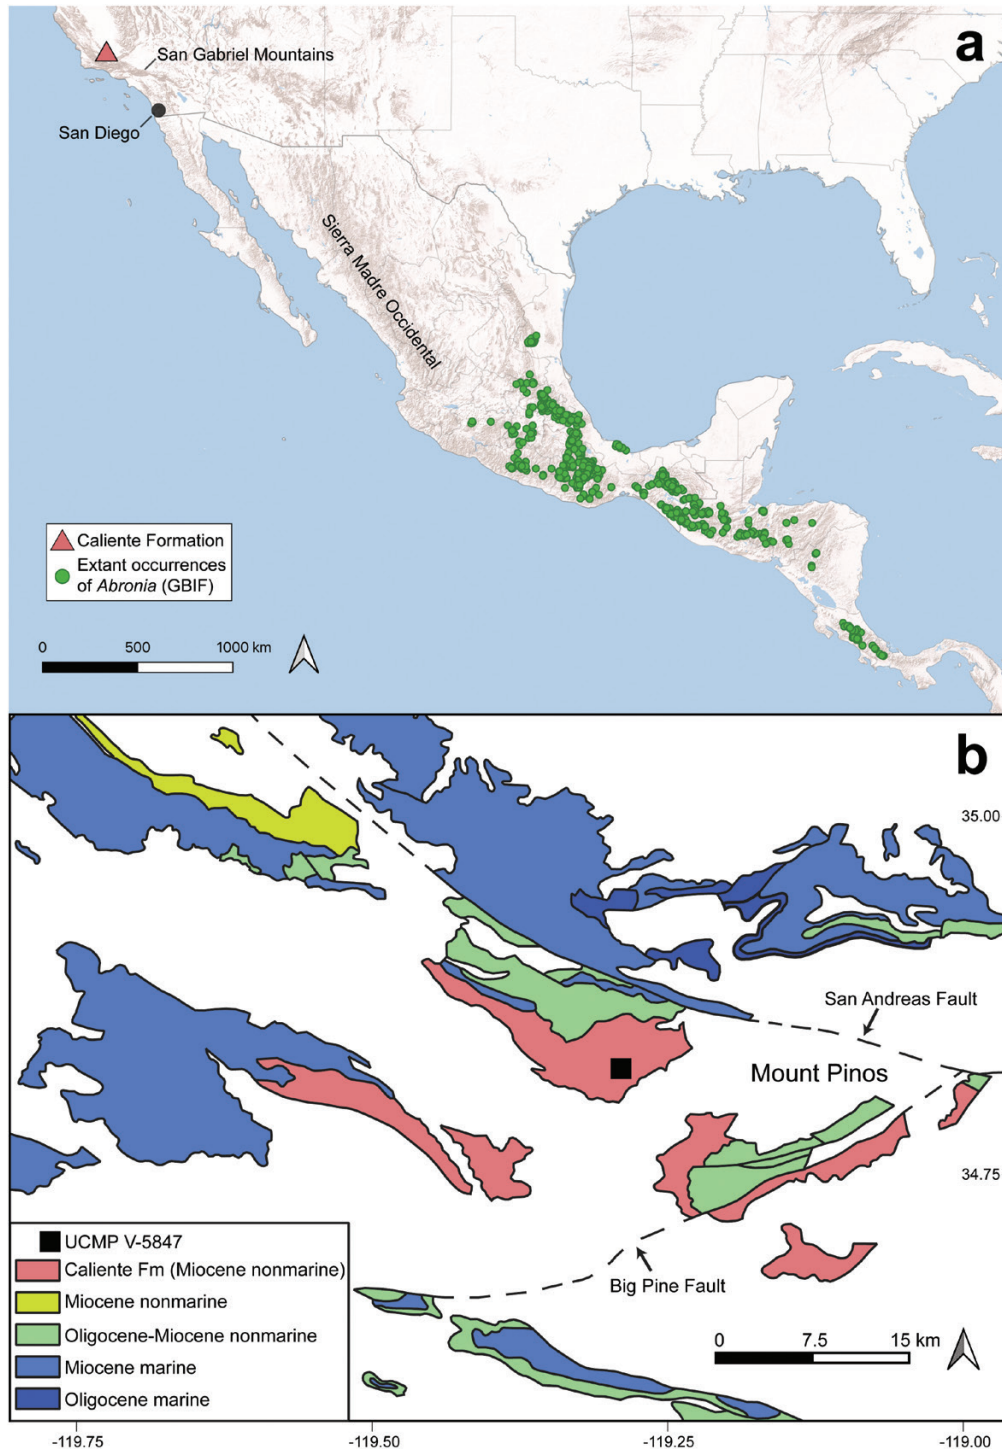 a
San Gabriel Mountains
San Diego
Sierra Madre Occidental
Caliente Formation
Extant occurrences
of Abronia (GBIF)
0 500 1000 km
b
35.00
San Andreas Fault
Mount Pinos
34.75
Big Pine Fault
UCMP V-5847
Caliente Fm (Miocene nonmarine)
Miocene nonmarine
Oligocene-Miocene nonmarine
Miocene marine
Oligocene marine
0 7.5 15 km
-119.75 -119.50 -119.25 -119.00